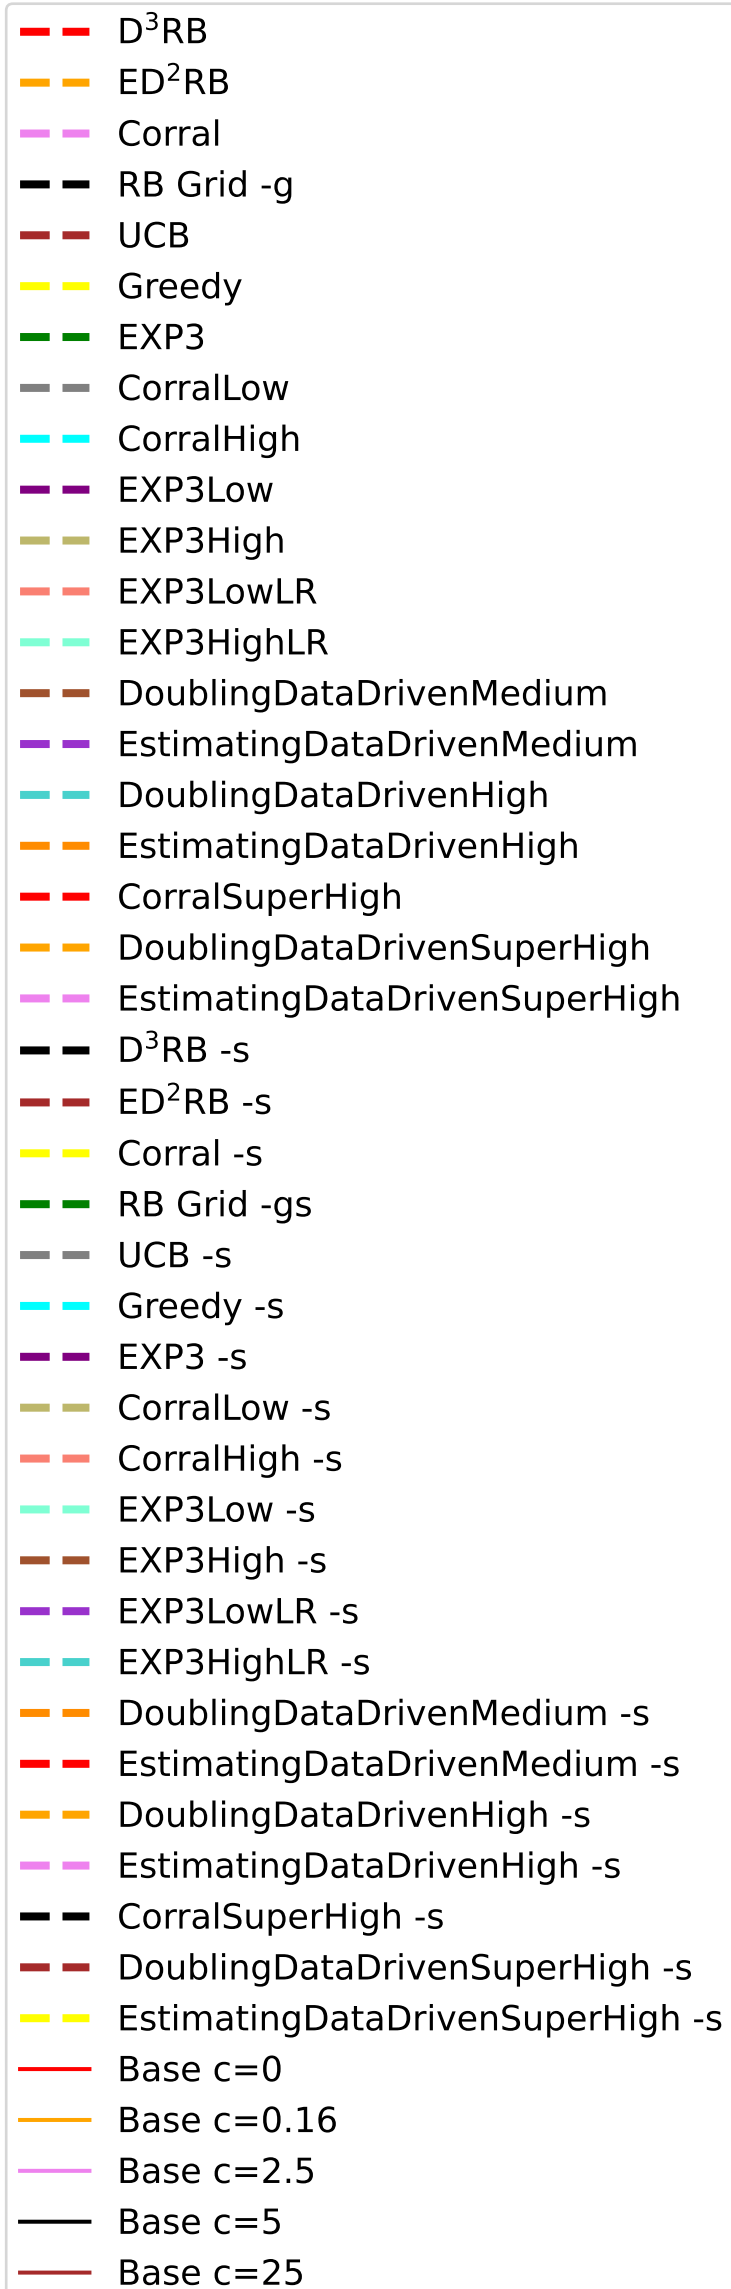 D³RB
ED²RB
Corral
RB Grid -g
UCB
Greedy
EXP3
CorralLow
CorralHigh
EXP3Low
EXP3High
EXP3LowLR
EXP3HighLR
DoublingDataDrivenMedium
EstimatingDataDrivenMedium
DoublingDataDrivenHigh
EstimatingDataDrivenHigh
CorralSuperHigh
DoublingDataDrivenSuperHigh
EstimatingDataDrivenSuperHigh
D³RB -s
ED²RB -s
Corral -s
RB Grid -gs
UCB -s
Greedy -s
EXP3 -s
CorralLow -s
CorralHigh -s
EXP3Low -s
EXP3High -s
EXP3LowLR -s
EXP3HighLR -s
DoublingDataDrivenMedium -s
EstimatingDataDrivenMedium -s
DoublingDataDrivenHigh -s
EstimatingDataDrivenHigh -s
CorralSuperHigh -s
DoublingDataDrivenSuperHigh -s
EstimatingDataDrivenSuperHigh -s
Base c=0
Base c=0.16
Base c=2.5
Base c=5
Base c=25